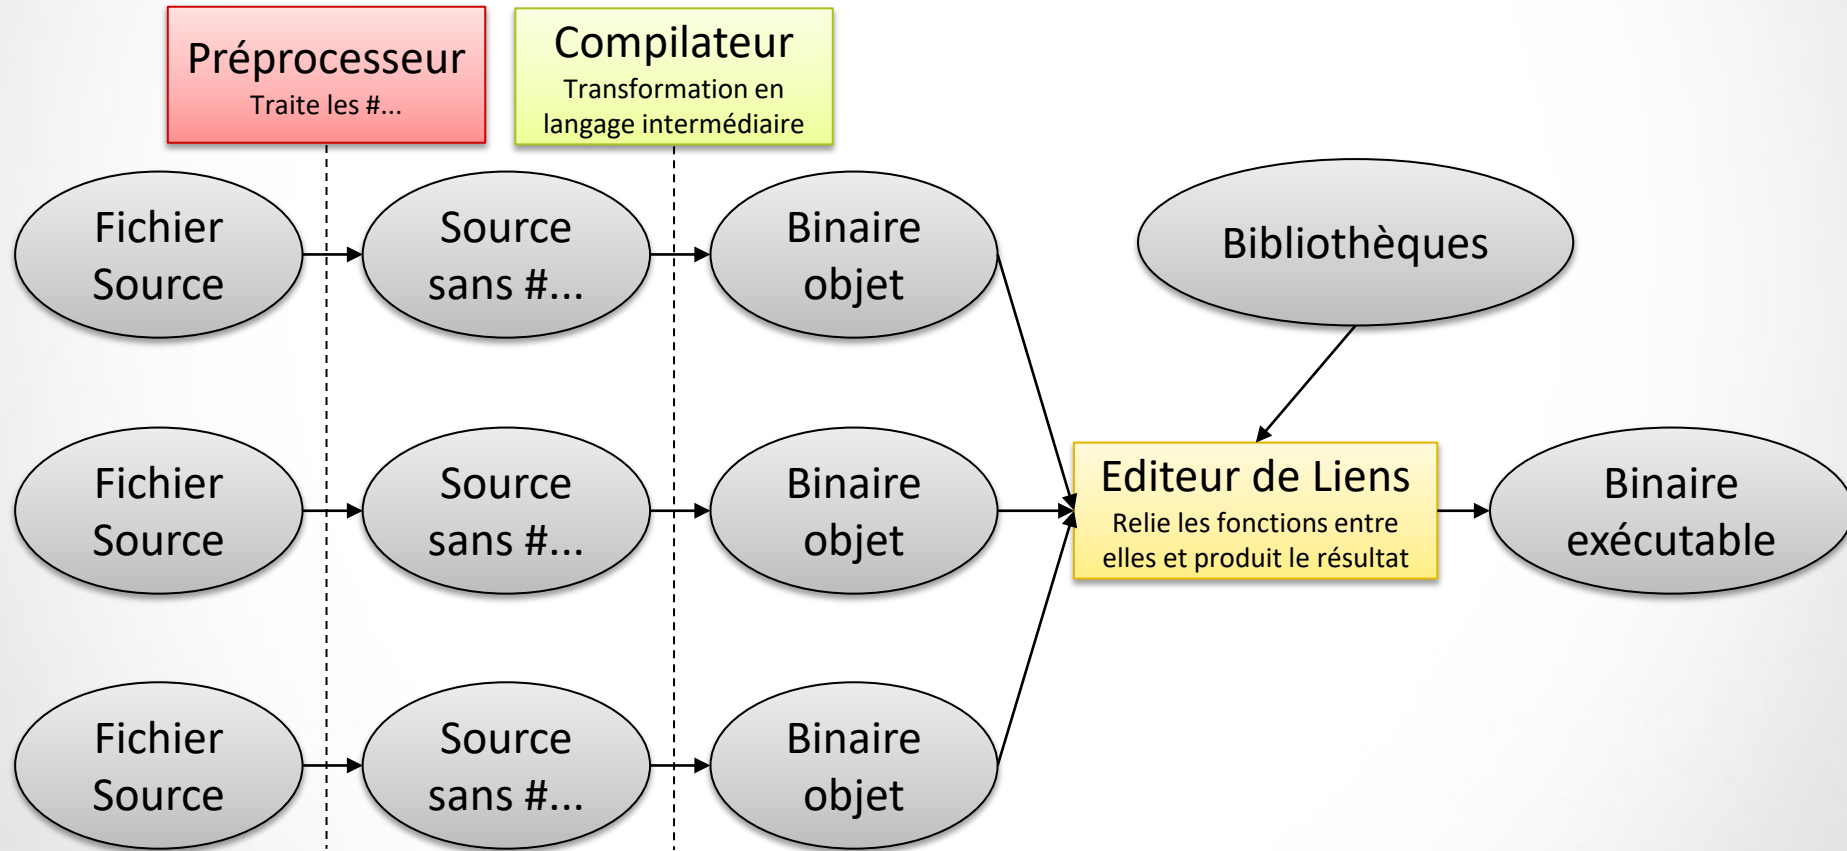 Préprocesseur
Traite les #...
Compilateur
Transformation en
langage intermédiaire
Fichier
Source
Source
sans #...
Binaire
objet
Bibliothèques
Fichier
Source
Source
sans #...
Binaire
objet
Editeur de Liens
Relie les fonctions entre
elles et produit le résultat
Binaire
exécutable
Fichier
Source
Source
sans #...
Binaire
objet